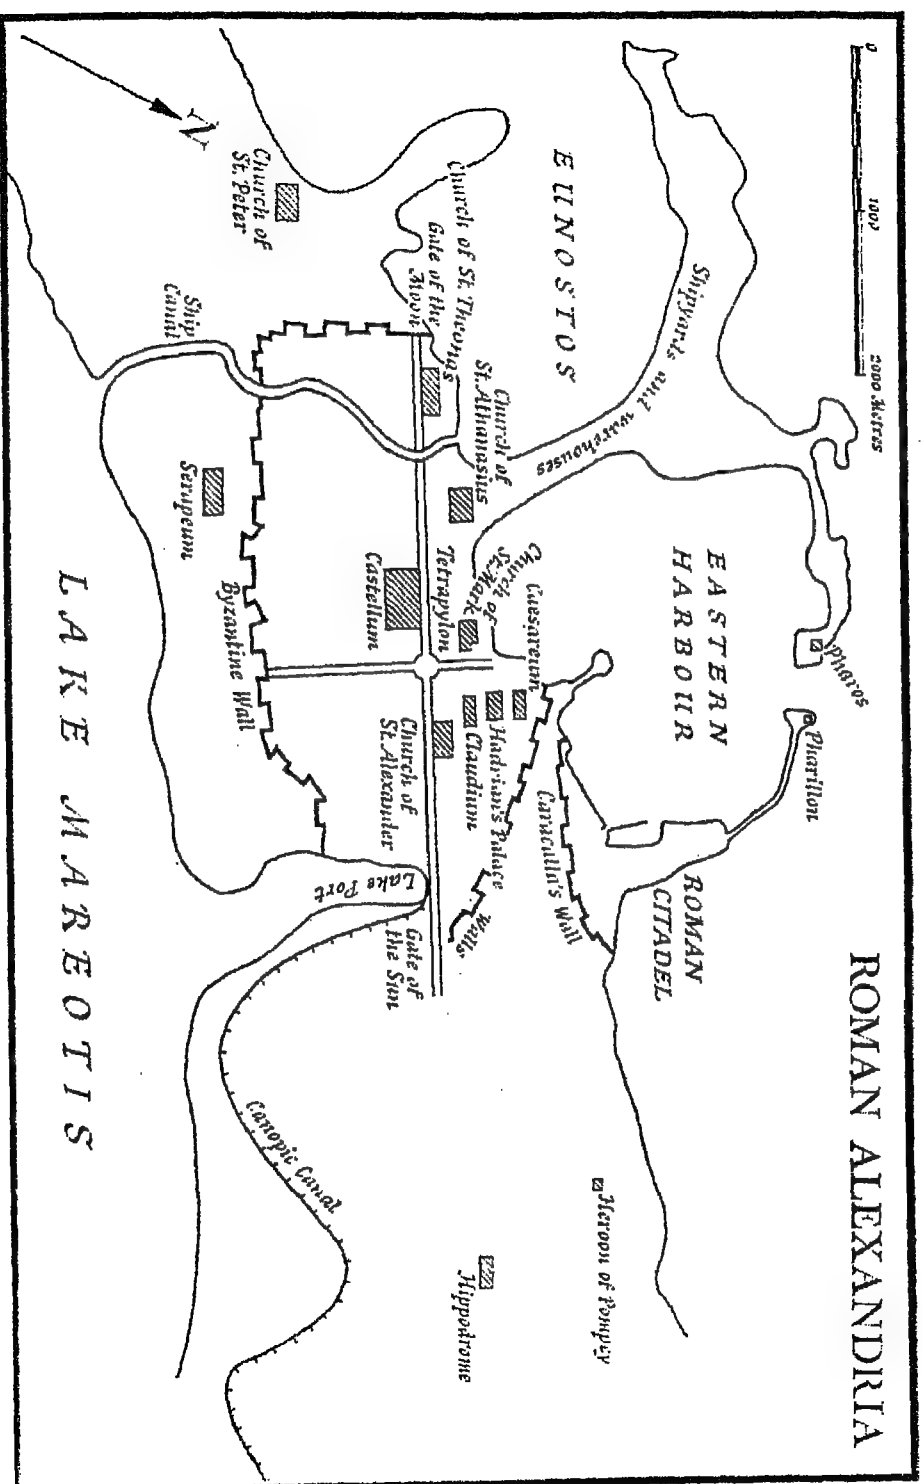 ROMAN ALEXANDRIA
0 1000 2000 Metres
Pharos
Pharillon
Shipyards and warehouses
EASTERN
HARBOUR
ROMAN
CITADEL
EUNOSTOS
Caracalla's Wall
Heroon of Pompey
Caesareum
Church of
St. Mark
Hadrian's Palace
Walls
Church of
St. Athanasius
Claudium
Hippodrome
Church of St. Theonas
Gate of the
Moon
Tetrapylon
Church of
St. Alexander
Gate of
the Sun
Castellum
Lake Port
Canopic Canal
Church of
St. Peter
Byzantine Wall
Serapeum
Ship
Canal
N
LAKE MAREOTIS